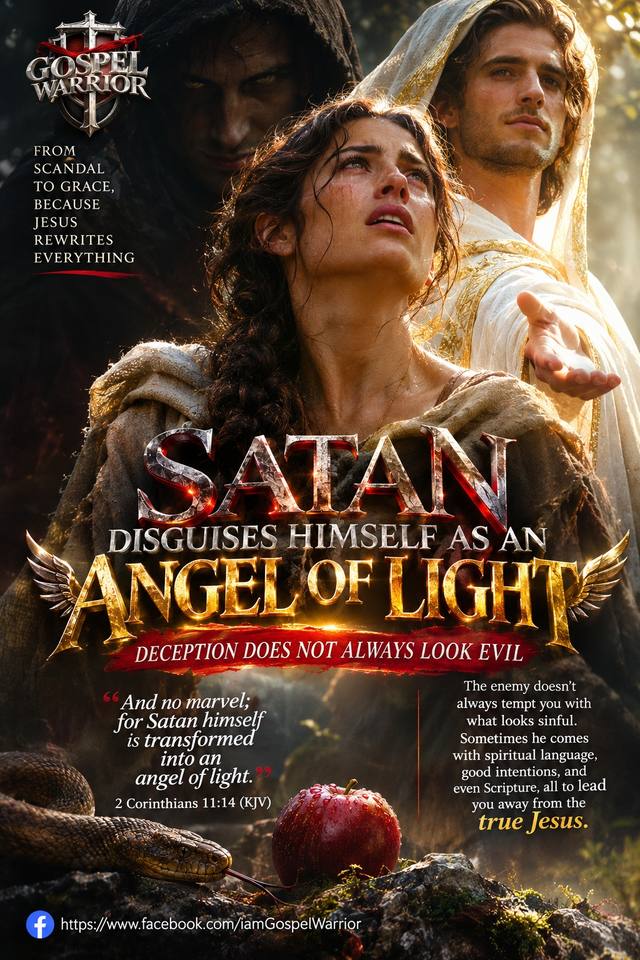 GOSPEL
WARRIOR
FROM
SCANDAL
TO GRACE,
BECAUSE
JESUS
REWRITES
EVERYTHING
SATAN
DISGUISES HIMSELF AS AN
ANGEL OF LIGHT
DECEPTION DOES NOT ALWAYS LOOK EVIL
“And no marvel;
for Satan himself
is transformed
into an
angel of light.”
2 Corinthians 11:14 (KJV)
The enemy doesn’t
always tempt you with
what looks sinful.
Sometimes he comes
with spiritual language,
good intentions, and
even Scripture, all to lead
you away from the
true Jesus.
https://www.facebook.com/iamGospelWarrior